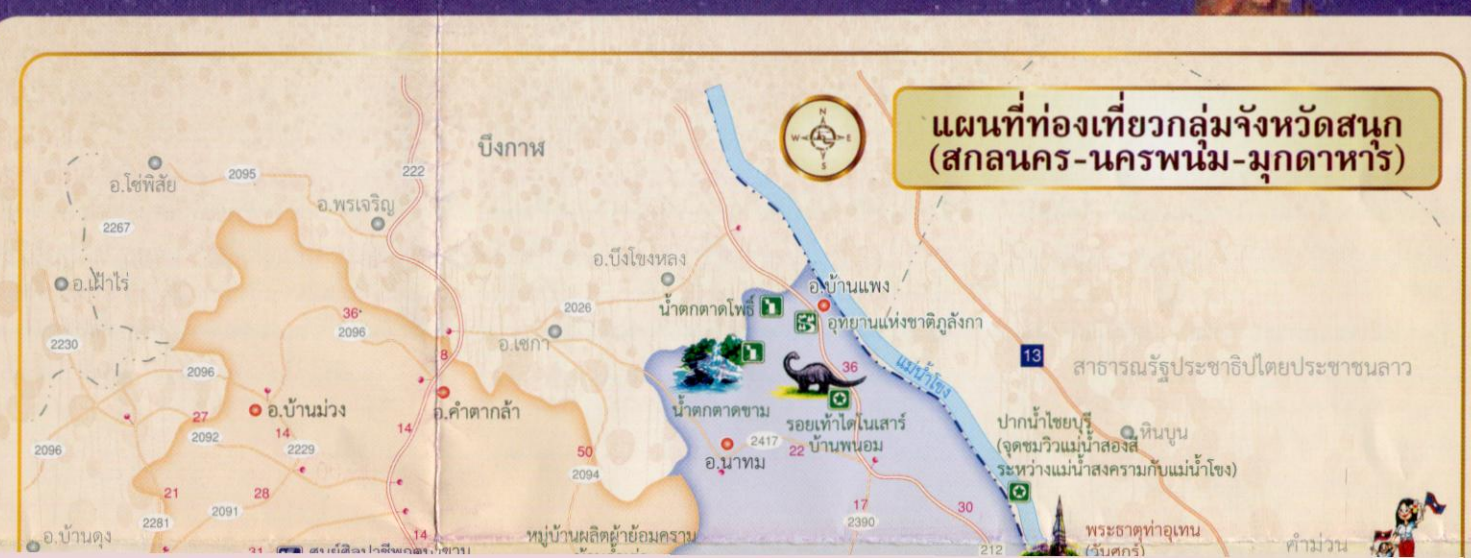 แผนที่ท่องเที่ยวกลุ่มจังหวัดสนุก
(สกลนคร-นครพนม-มุกดาหาร)
N
A
W E
S
บึงกาฬ
222
2095
อ.โซ่พิสัย
อ.พรเจริญ
2267
อ.บึงโขงหลง
อ.เฝ้าไร่
อ.บ้านแพง
น้ำตกตาดโพธิ์
2026
36
อุทยานแห่งชาติภูลังกา
2096
2230
อ.เซกา
8
13
แม่น้ำโขง
สาธารณรัฐประชาธิปไตยประชาชนลาว
36
2096
อ.บ้านม่วง
อ.คำตากล้า
น้ำตกตาดขาม
27
รอยเท้าไดโนเสาร์
บ้านพนอม
ปากน้ำไชยบุรี
(จุดชมวิวแม่น้ำสองสี
ระหว่างแม่น้ำสงครามกับแม่น้ำโขง)
หินบูน
14
14
2092
2229
2096
2417
22
50
อ.นาทม
2094
21
28
17
30
2091
2281
2390
อ.บ้านดุง
14
หมู่บ้านผลิตผ้าย้อมคราม
พระธาตุท่าอุเทน
(วันศุกร์)
คำม่วน
31
212